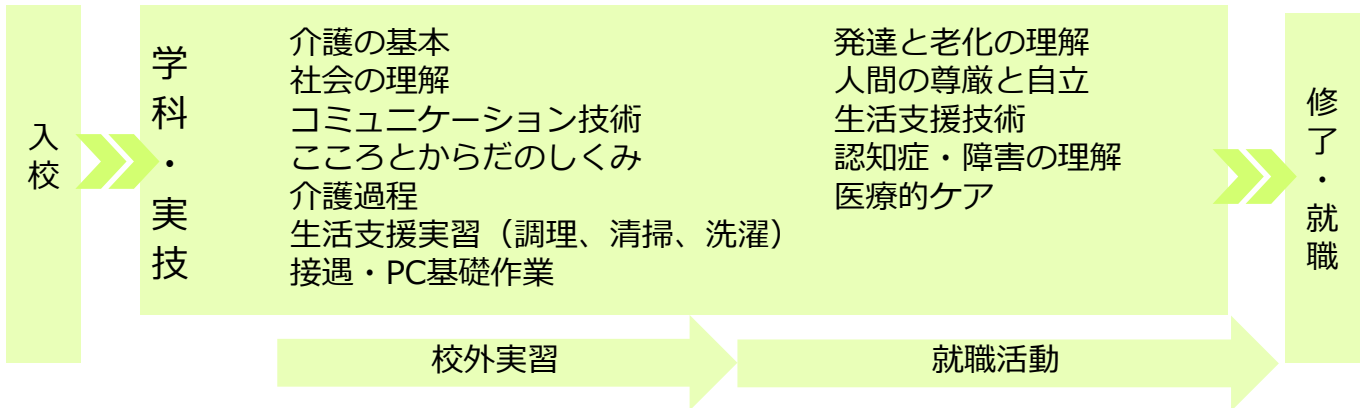 入校
学科・実技
介護の基本
社会の理解
コミュニケーション技術
こころとからだのしくみ
介護過程
生活支援実習（調理、清掃、洗濯）
接遇・PC基礎作業
発達と老化の理解
人間の尊厳と自立
生活支援技術
認知症・障害の理解
医療的ケア
校外実習
就職活動
修了・就職